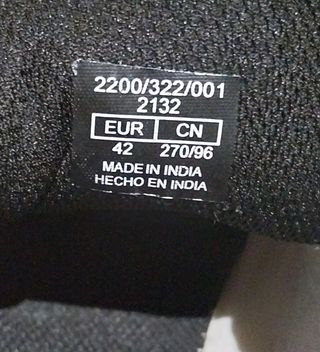 2200/322/001
2132
EUR CN
42 270/96
MADE IN INDIA
HECHO EN INDIA